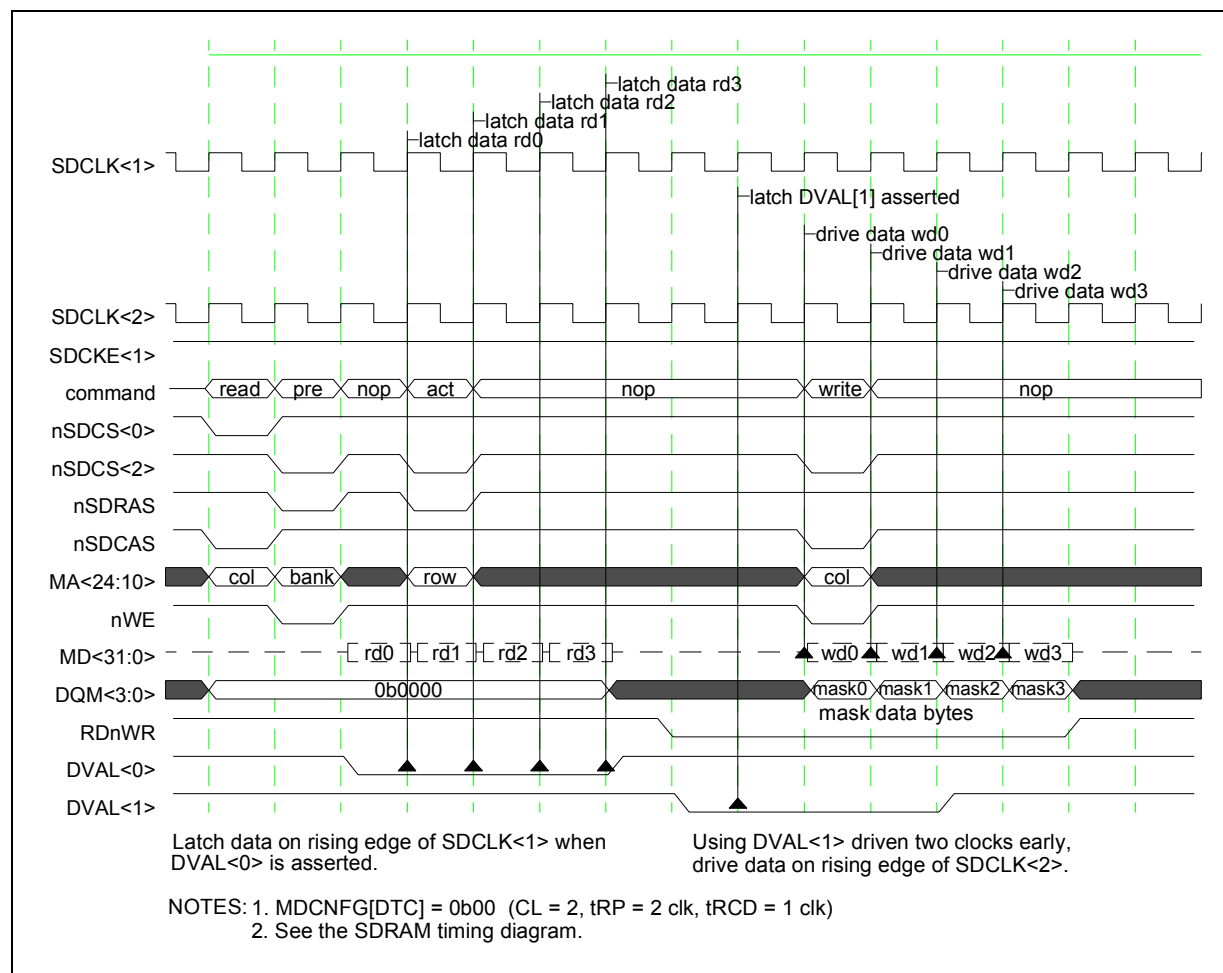 latch data rd3
latch data rd2
latch data rd1
latch data rd0
SDCLK<1>
latch DVAL[1] asserted
drive data wd0
drive data wd1
drive data wd2
drive data wd3
SDCLK<2>
SDCKE<1>
command read pre nop act nop write nop
nSDCS<0>
nSDCS<2>
nSDRAS
nSDCAS
MA<24:10> col bank row col
nWE
MD<31:0> rd0 rd1 rd2 rd3 wd0 wd1 wd2 wd3
DQM<3:0> 0b0000 mask0 mask1 mask2 mask3
mask data bytes
RDnWR
DVAL<0>
DVAL<1>
Latch data on rising edge of SDCLK<1> when
DVAL<0> is asserted.
Using DVAL<1> driven two clocks early,
drive data on rising edge of SDCLK<2>.
NOTES: 1. MDCNFG[DTC] = 0b00 (CL = 2, tRP = 2 clk, tRCD = 1 clk)
2. See the SDRAM timing diagram.